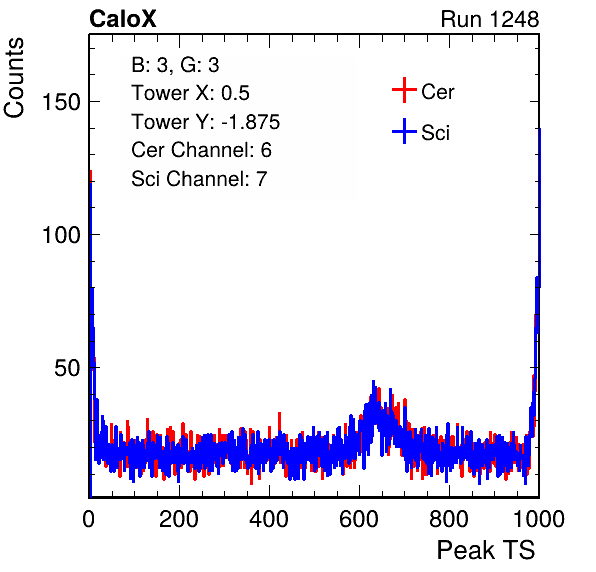 CaloX Run 1248
Counts
B: 3, G: 3
Tower X: 0.5
Tower Y: -1.875
Cer Channel: 6
Sci Channel: 7
Cer
Sci
150
100
50
0 200 400 600 800 1000
Peak TS